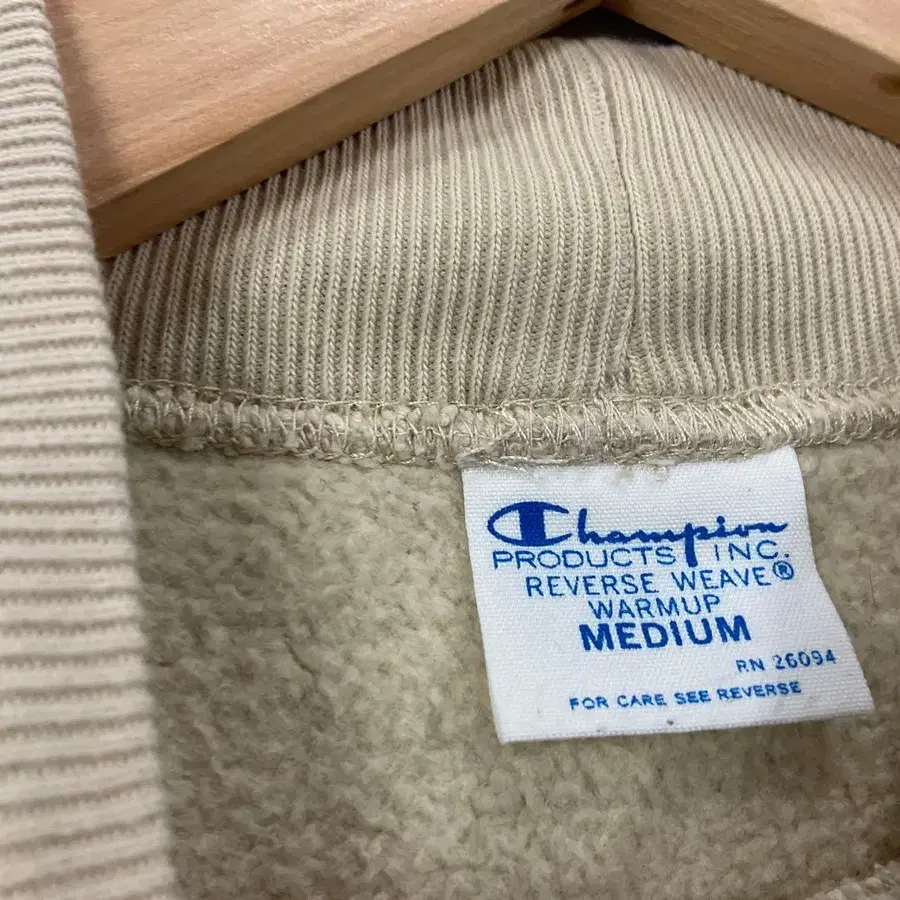 Champion
PRODUCTS INC.
REVERSE WEAVE®
WARMUP
MEDIUM
RN 26094
FOR CARE SEE REVERSE